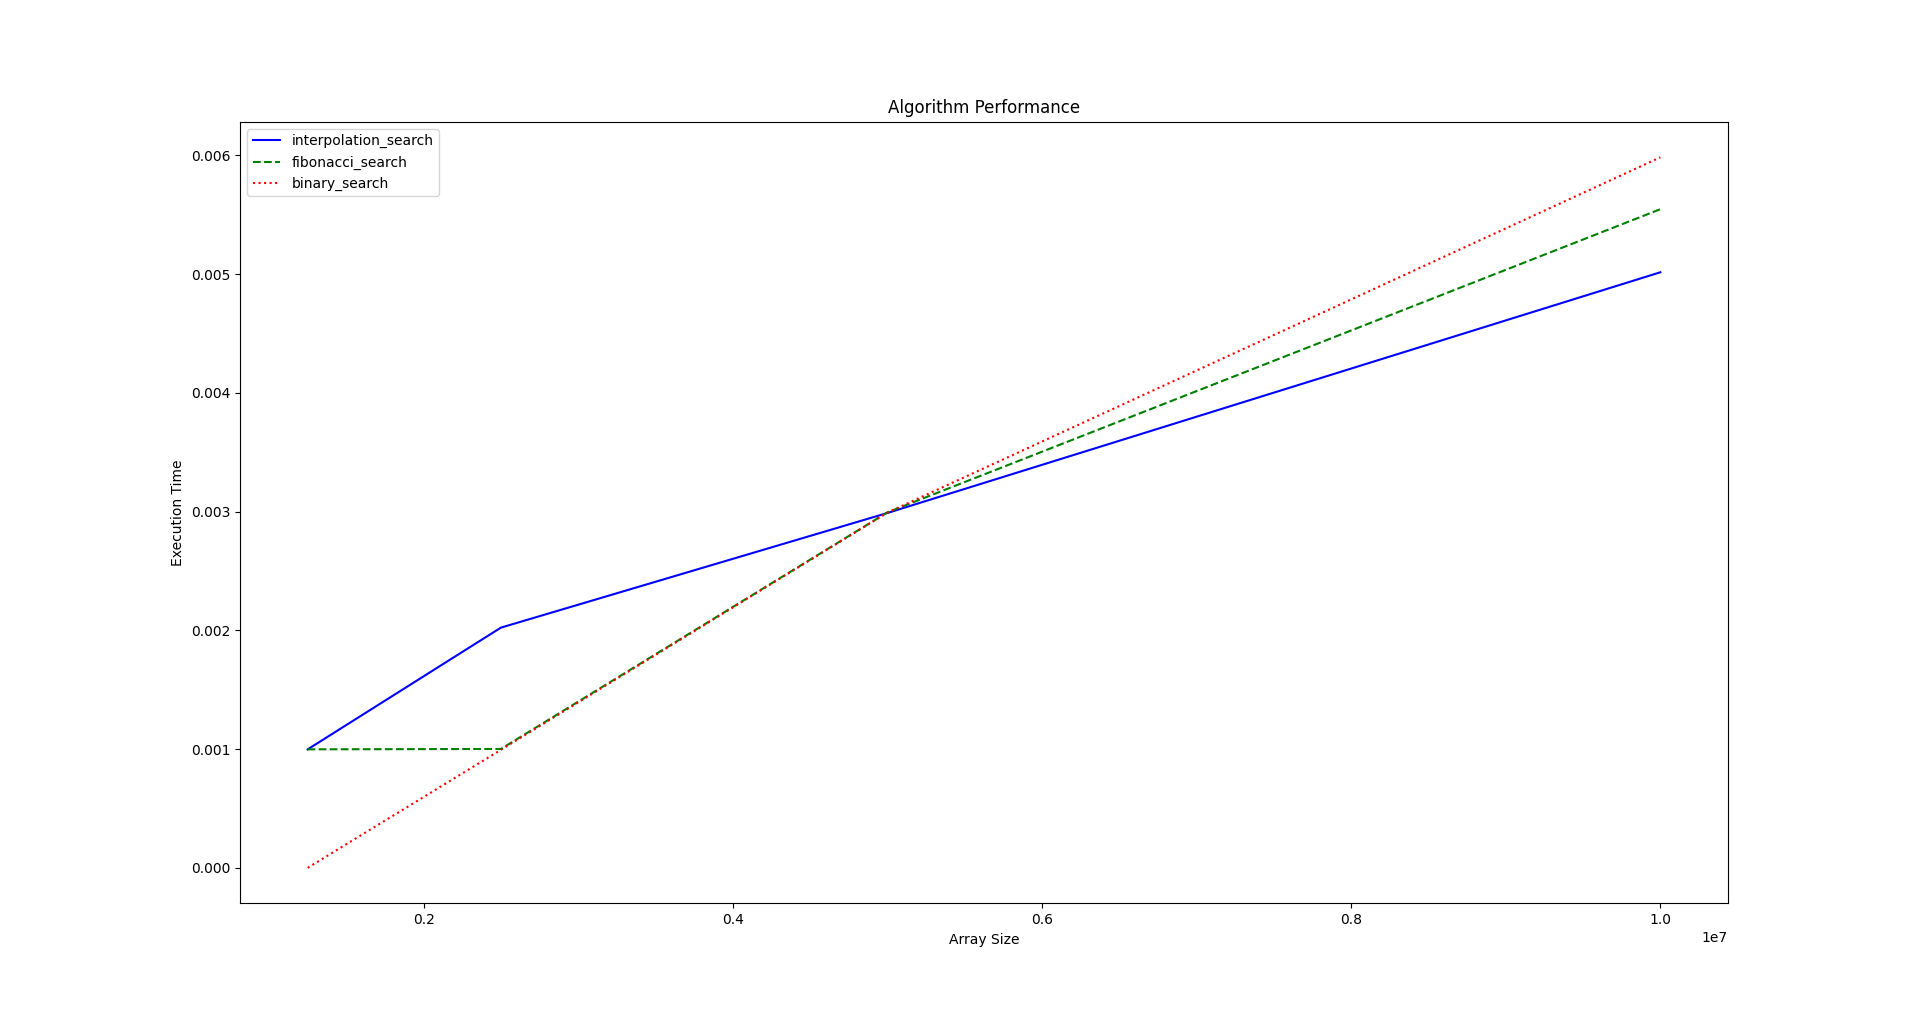 Algorithm Performance
interpolation_search
fibonacci_search
binary_search
0.006
0.005
0.004
0.003
0.002
0.001
0.000
Execution Time
0.2 0.4 0.6 0.8 1.0
Array Size
1e7